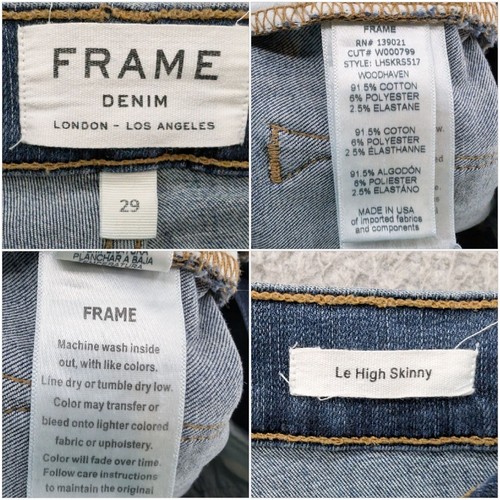 FRAME
DENIM
LONDON - LOS ANGELES
29
FRAME
RN# 139021
CUT# W000799
STYLE: LHSKRS517
WOODHAVEN
91.5% COTTON
6% POLYESTER
2.5% ELASTANE
91.5% COTON
6% POLYESTER
2.5% ÉLASTHANNE
91.5% ALGODÓN
6% POLIÉSTER
2.5% ELASTANO
MADE IN USA
of imported fabrics
and components
PLANCHAR A BAJA
FRAME
Machine wash inside
out, with like colors.
Line dry or tumble dry low.
Color may transfer or
bleed onto lighter colored
fabric or upholstery.
Color will fade over time.
Follow care instructions
to maintain the original
Le High Skinny